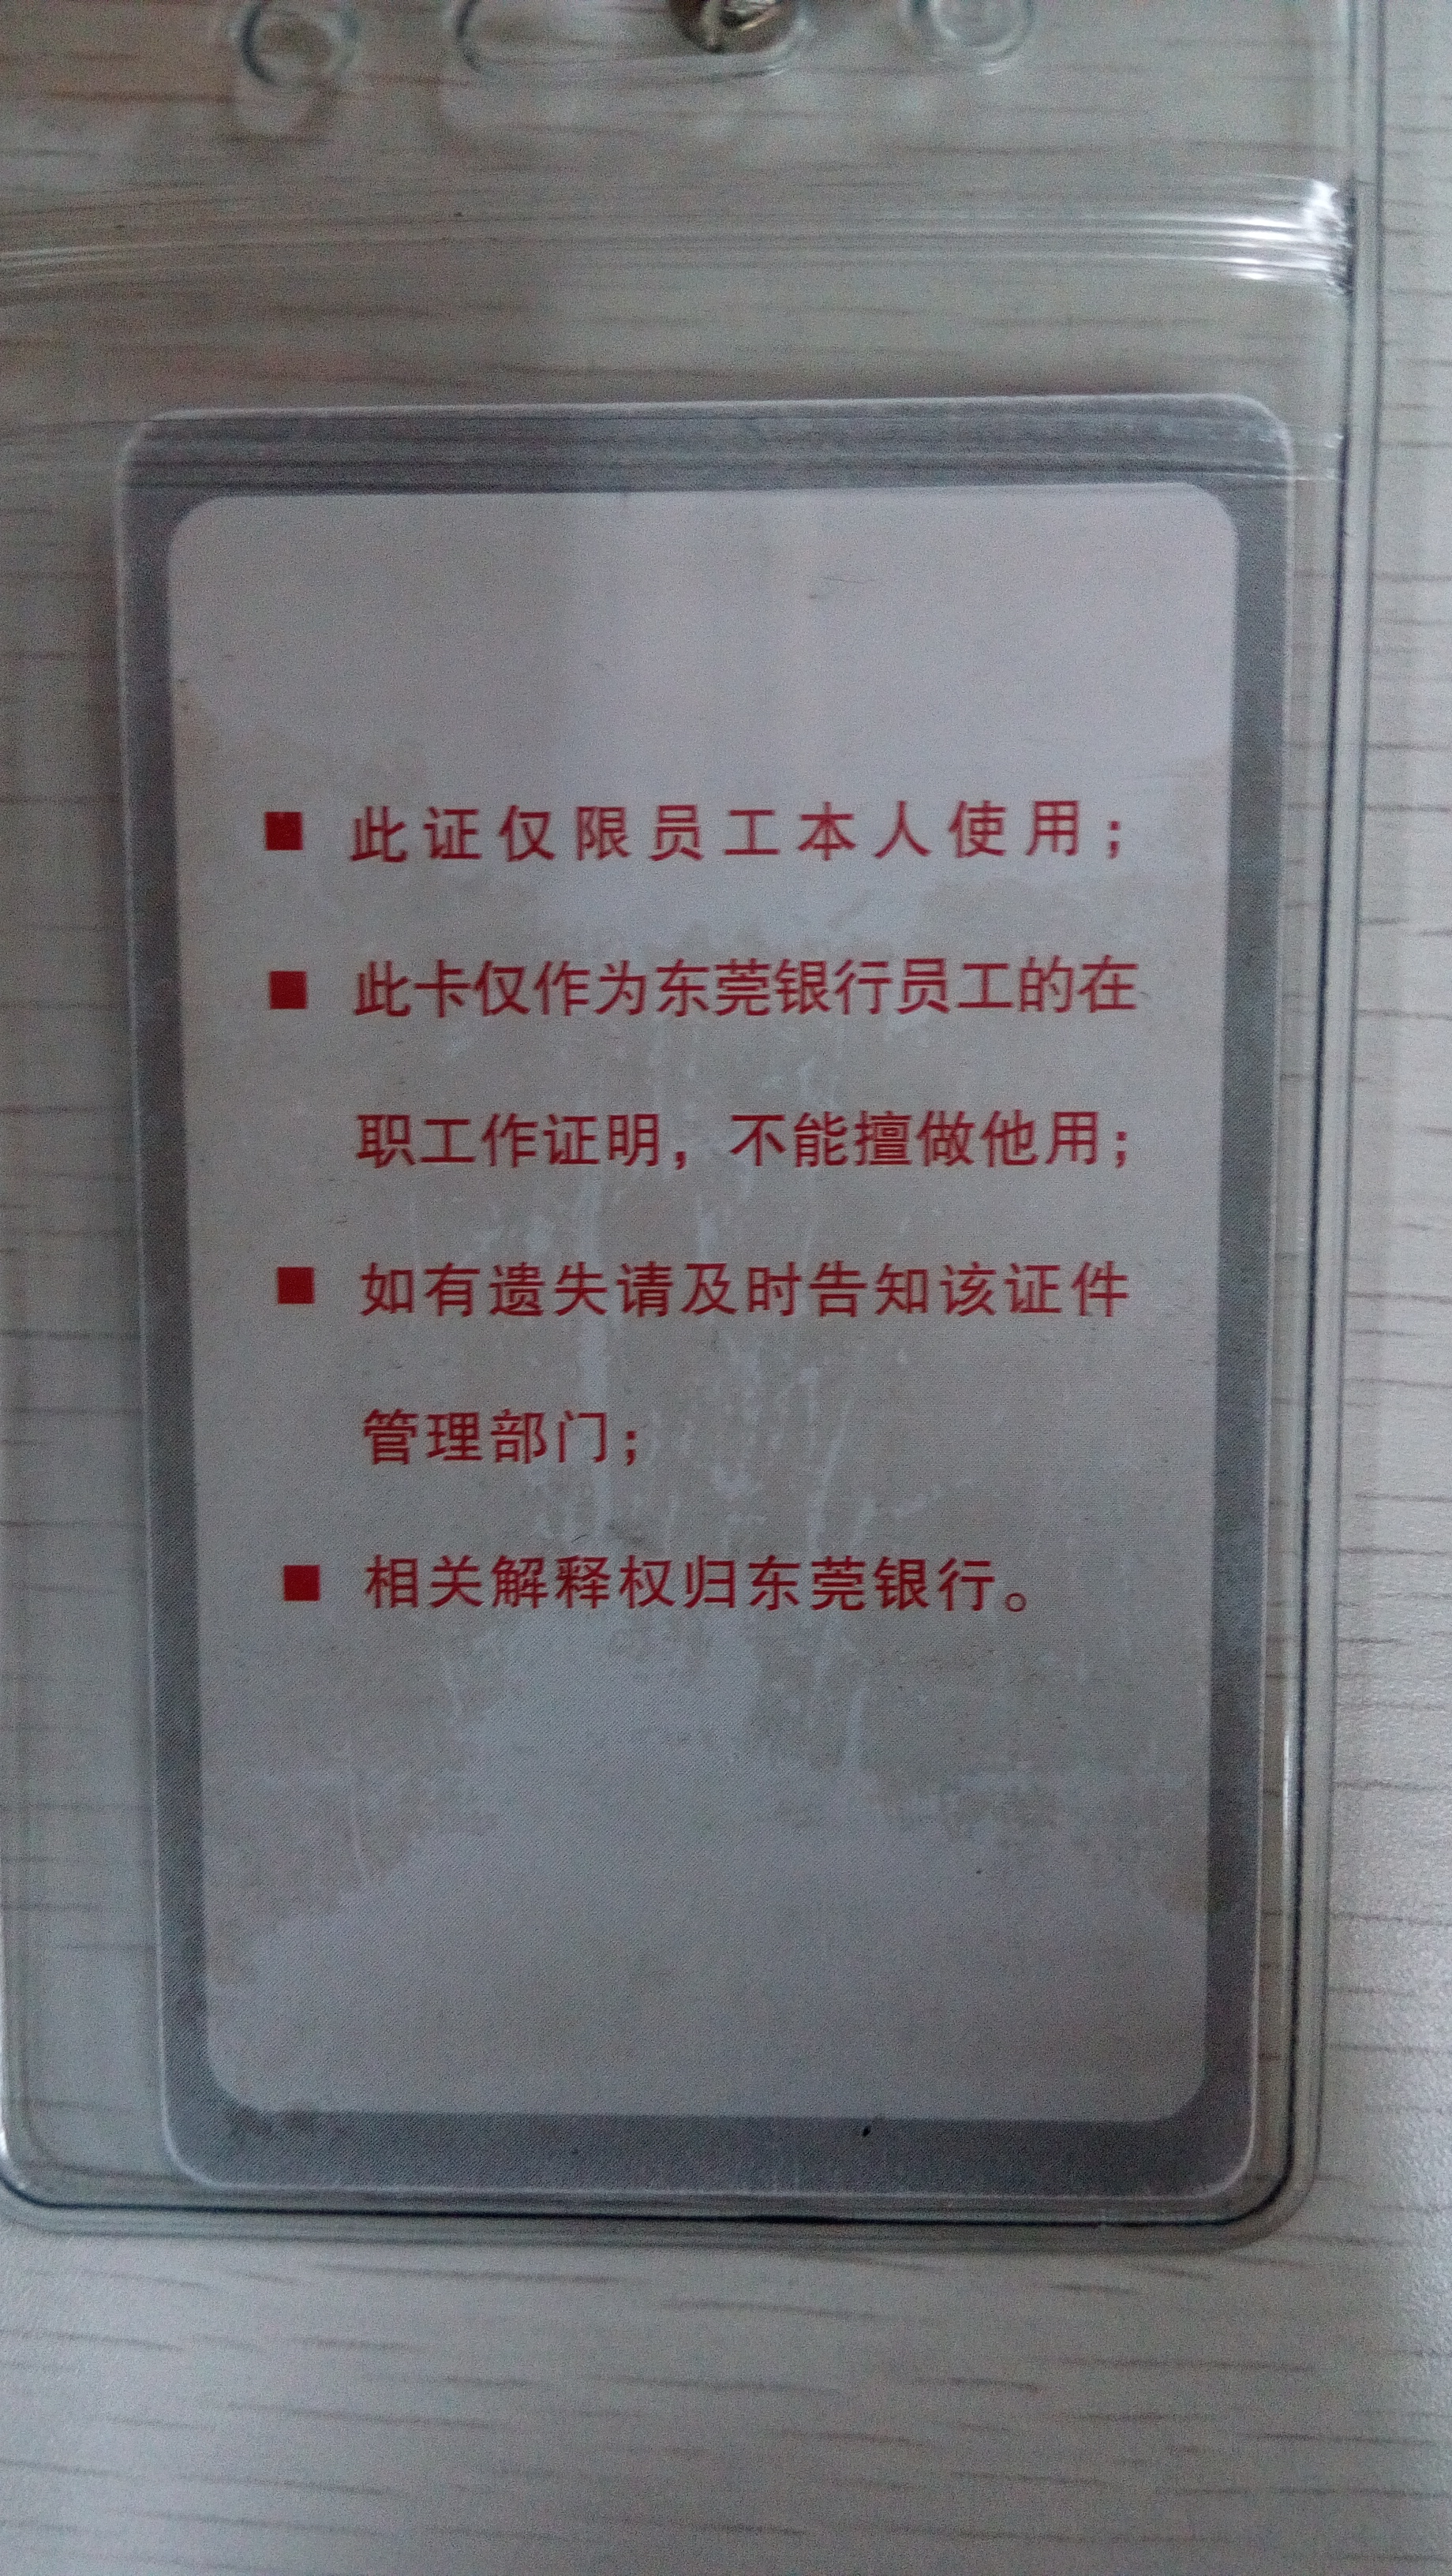 ■ 此证仅限员工本人使用；
■ 此卡仅作为东莞银行员工的在
职工作证明，不能擅做他用；
■ 如有遗失请及时告知该证件
管理部门；
■ 相关解释权归东莞银行。